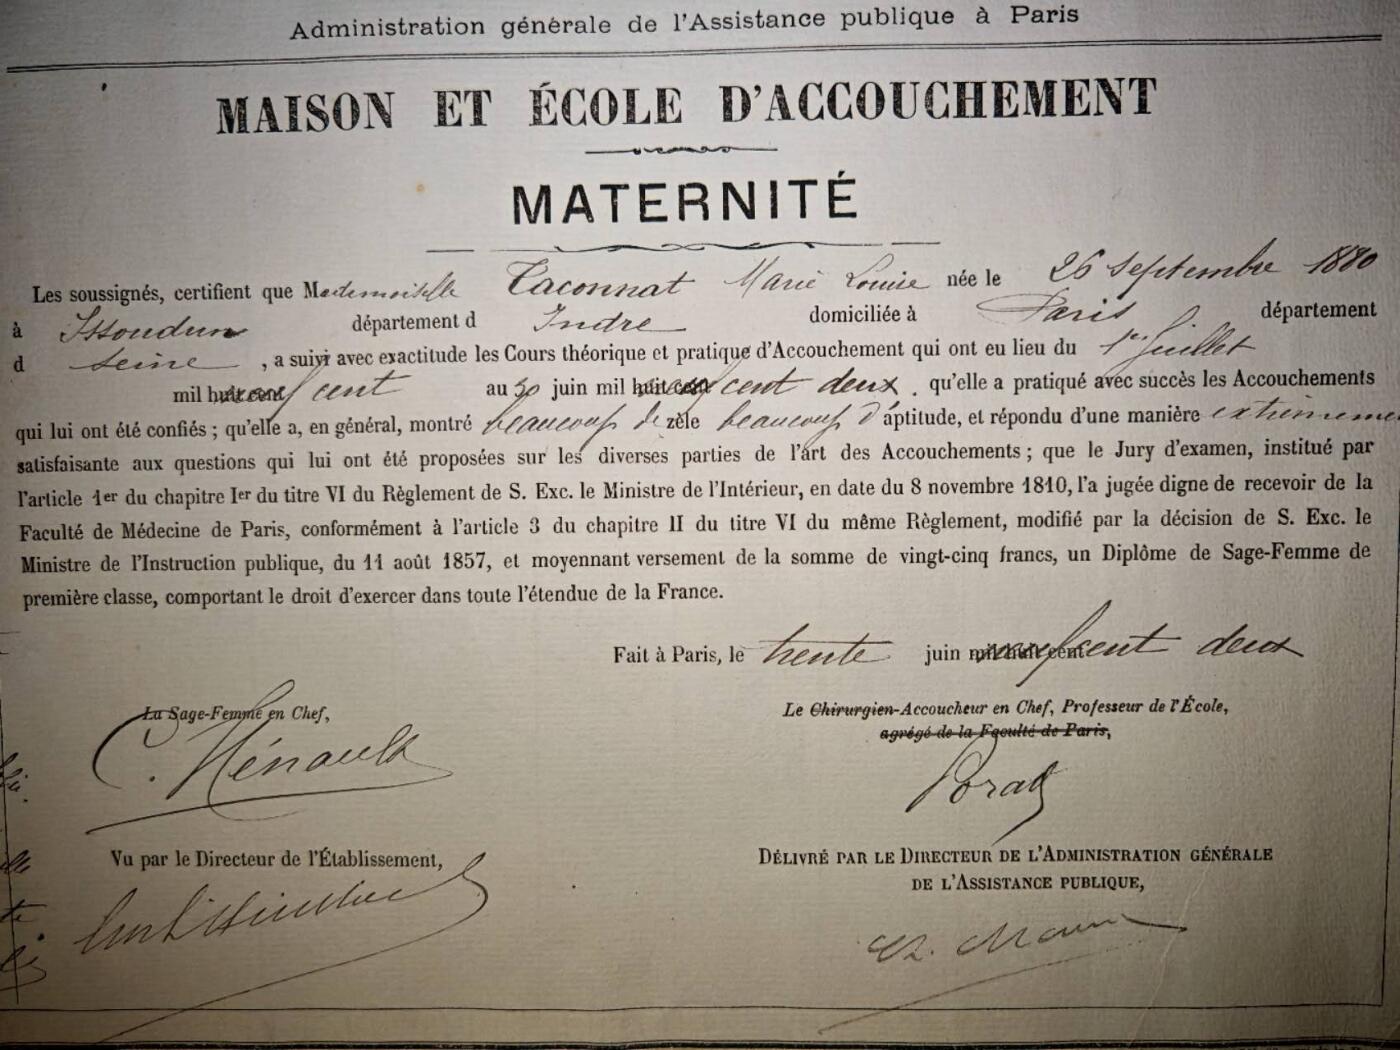 Administration générale de l'Assistance publique à Paris
MAISON ET ÉCOLE D'ACCOUCHEMENT
MATERNITÉ
Les soussignés, certifient que Mademoiselle Taconnat Marie Louise née le 26 septembre 1880
à Issoudun département d Indre domiciliée à Paris département
d seine , a suivi avec exactitude les Cours théorique et pratique d'Accouchement qui ont eu lieu du 1er Juillet
mil neuf cent au 30 juin mil neuf cent deux . qu'elle a pratiqué avec succès les Accouchements
qui lui ont été confiés ; qu'elle a, en général, montré beaucoup de zèle beaucoup d'aptitude, et répondu d'une manière extrêmement
satisfaisante aux questions qui lui ont été proposées sur les diverses parties de l'art des Accouchements ; que le Jury d'examen, institué par
l'article 1er du chapitre Ier du titre VI du Règlement de S. Exc. le Ministre de l'Intérieur, en date du 8 novembre 1810, l'a jugée digne de recevoir de la
Faculté de Médecine de Paris, conformément à l'article 3 du chapitre II du titre VI du même Règlement, modifié par la décision de S. Exc. le
Ministre de l'Instruction publique, du 11 août 1857, et moyennant versement de la somme de vingt-cinq francs, un Diplôme de Sage-Femme de
première classe, comportant le droit d'exercer dans toute l'étendue de la France.
Fait à Paris, le trente juin mil neuf cent deux
La Sage-Femme en Chef, Le Chirurgien-Accoucheur en Chef, Professeur de l'École,
agrégé de la Faculté de Paris,
C. Hénault Porak
Vu par le Directeur de l'Établissement, DÉLIVRÉ PAR LE DIRECTEUR DE L'ADMINISTRATION GÉNÉRALE
DE L'ASSISTANCE PUBLIQUE,